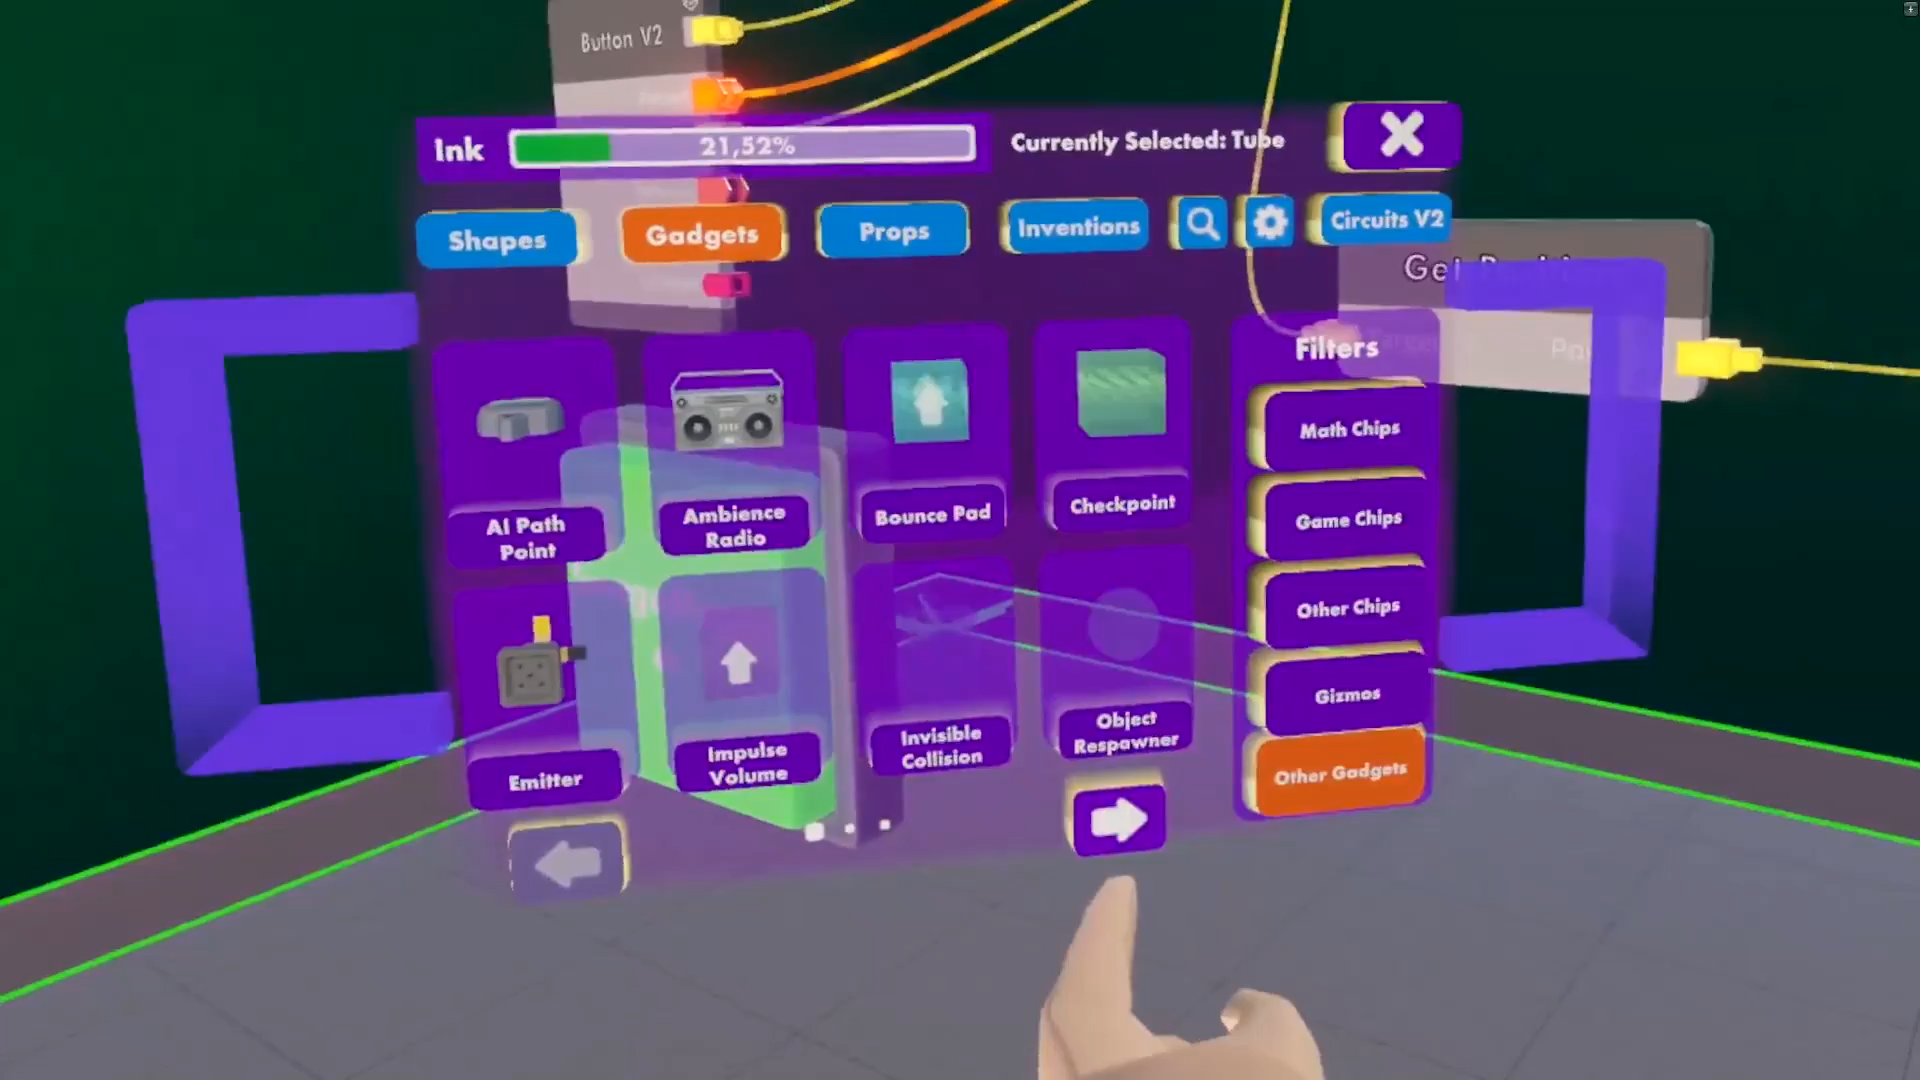 Button V2
Ink
21,52%
Currently Selected: Tube
Shapes
Gadgets
Props
Inventions
Circuits V2
Get
Filters
AI Path
Point
Ambience
Radio
Bounce Pad
Checkpoint
Math Chips
Game Chips
Other Chips
Gizmos
Other Gadgets
Emitter
Impulse
Volume
Invisible
Collision
Object
Respawner